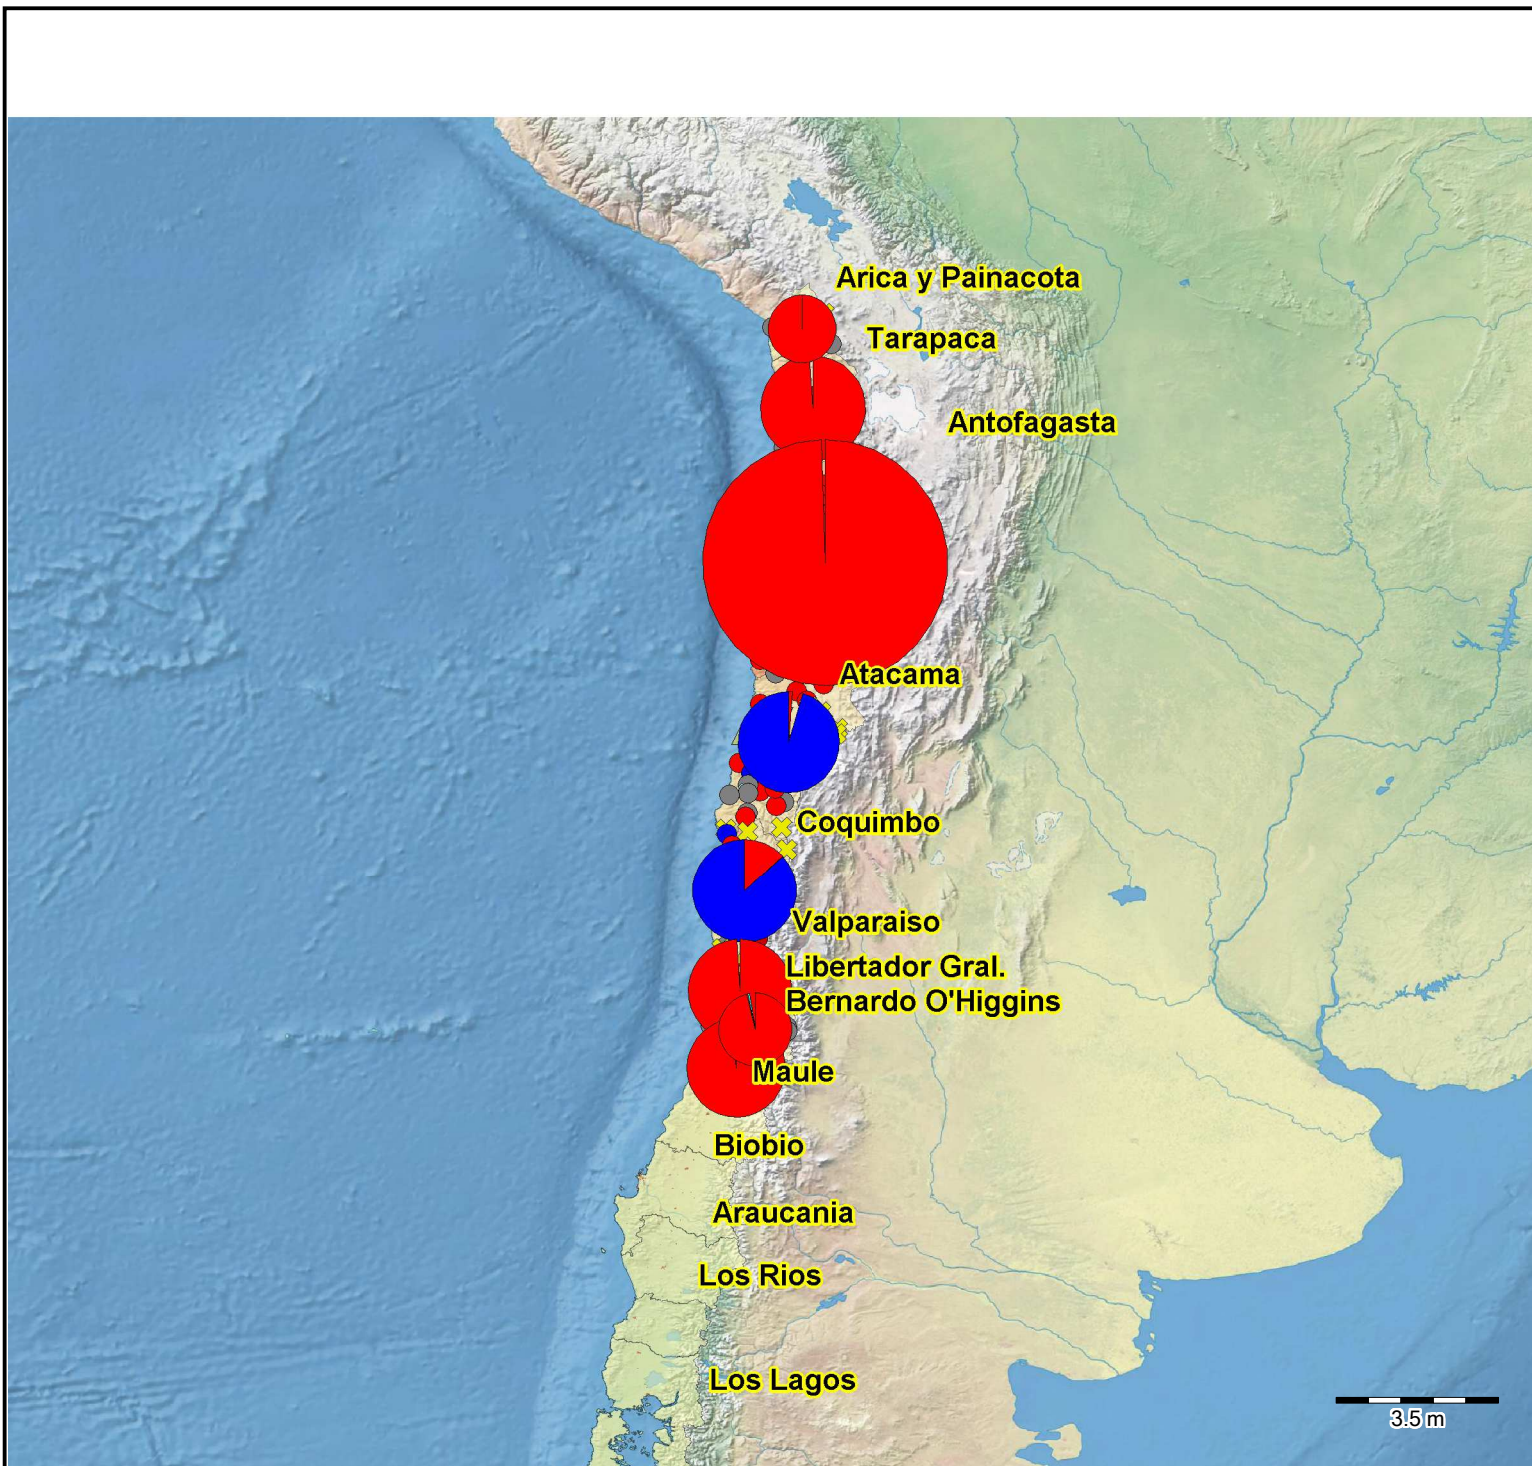 Arica y Painacota
Tarapaca
Antofagasta
Atacama
Coquimbo
Valparaiso
Libertador Gral.
Bernardo O'Higgins
Maule
Biobio
Araucania
Los Rios
Los Lagos
3.5 m